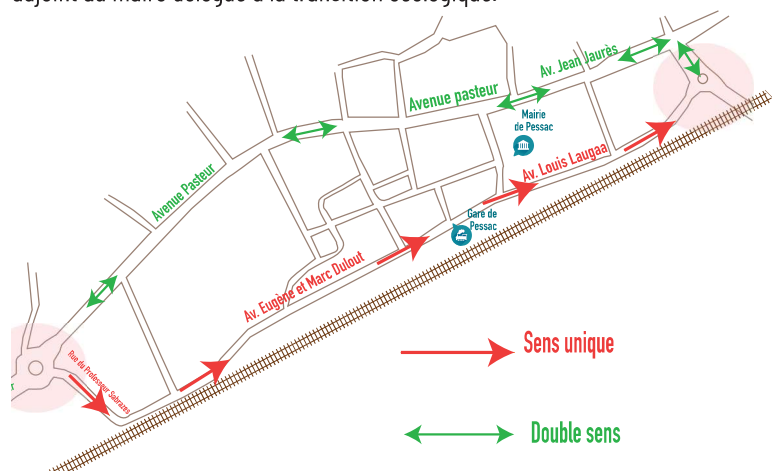 adjoint du maire délégué à la transition écologique.
Av. Jean Jaurès
Avenue pasteur
Mairie
de Pessac
Av. Louis Laugaa
Avenue Pasteur
Gare de
Pessac
Av. Eugène et Marc Dulout
Rue du Professeur Sabrazes
Sens unique
Double sens